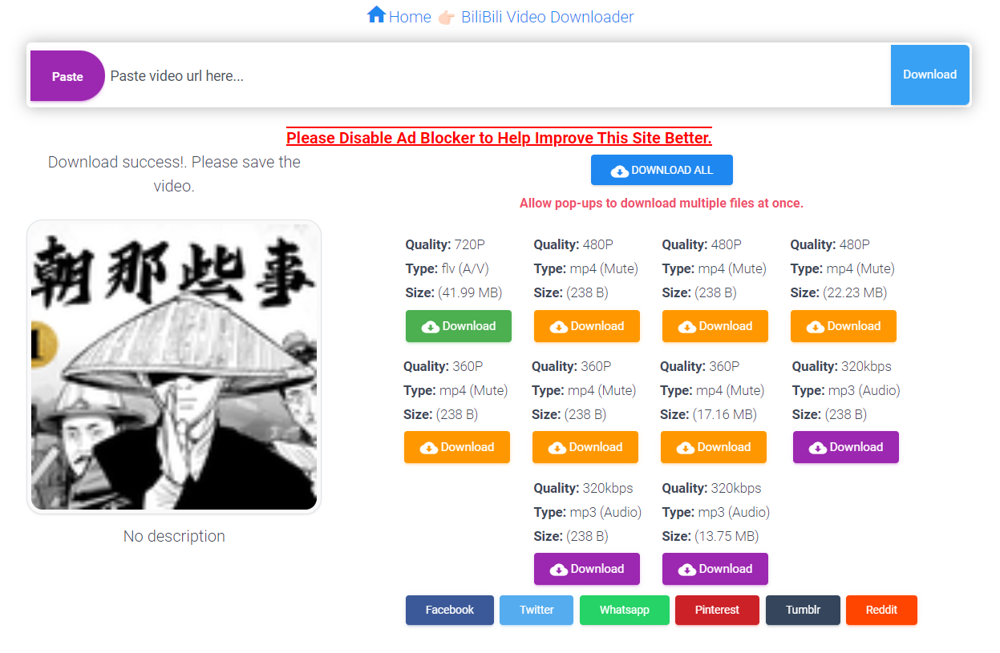 Home 👉🏻 BiliBili Video Downloader
Paste
Paste video url here...
Download
Please Disable Ad Blocker to Help Improve This Site Better.
Download success!. Please save the
video.
朝那些事
1
No description
DOWNLOAD ALL
Allow pop-ups to download multiple files at once.
Quality: 720P
Type: flv (A/V)
Size: (41.99 MB)
Download
Quality: 480P
Type: mp4 (Mute)
Size: (238 B)
Download
Quality: 480P
Type: mp4 (Mute)
Size: (238 B)
Download
Quality: 480P
Type: mp4 (Mute)
Size: (22.23 MB)
Download
Quality: 360P
Type: mp4 (Mute)
Size: (238 B)
Download
Quality: 360P
Type: mp4 (Mute)
Size: (238 B)
Download
Quality: 360P
Type: mp4 (Mute)
Size: (17.16 MB)
Download
Quality: 320kbps
Type: mp3 (Audio)
Size: (238 B)
Download
Quality: 320kbps
Type: mp3 (Audio)
Size: (238 B)
Download
Quality: 320kbps
Type: mp3 (Audio)
Size: (13.75 MB)
Download
Facebook
Twitter
Whatsapp
Pinterest
Tumblr
Reddit